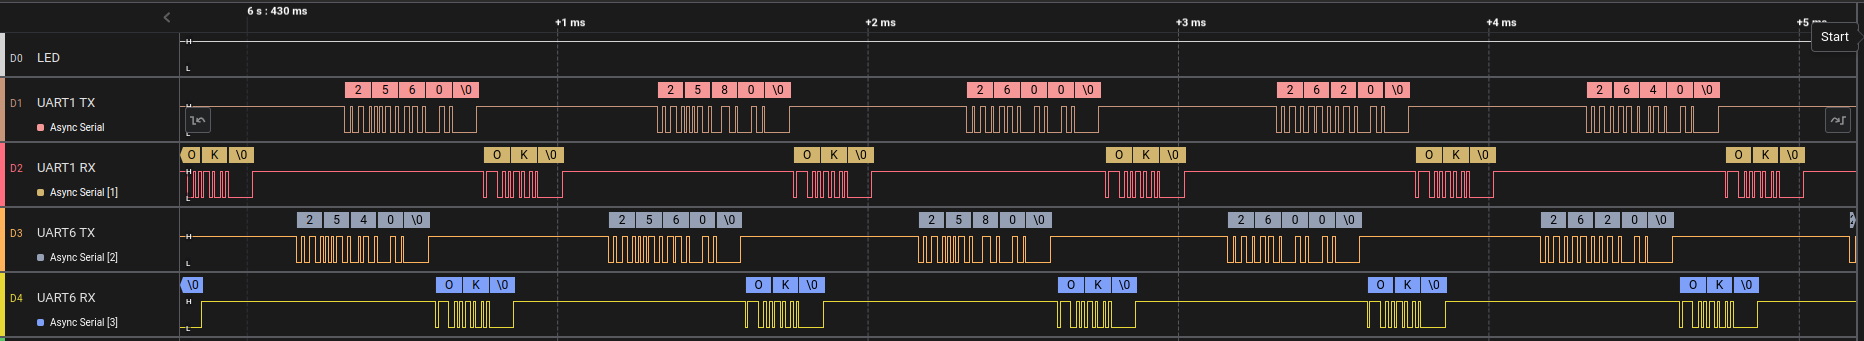 6 s : 430 ms
+1 ms
+2 ms
+3 ms
+4 ms
+5 ms
Start
D0 LED
H
L
D1 UART1 TX
Async Serial
H
L
2 5 6 0 \0
2 5 8 0 \0
2 6 0 0 \0
2 6 2 0 \0
2 6 4 0 \0
D2 UART1 RX
Async Serial [1]
H
L
O K \0
O K \0
O K \0
O K \0
O K \0
O K \0
D3 UART6 TX
Async Serial [2]
H
L
2 5 4 0 \0
2 5 6 0 \0
2 5 8 0 \0
2 6 0 0 \0
2 6 2 0 \0
D4 UART6 RX
Async Serial [3]
H
L
\0
O K \0
O K \0
O K \0
O K \0
O K \0